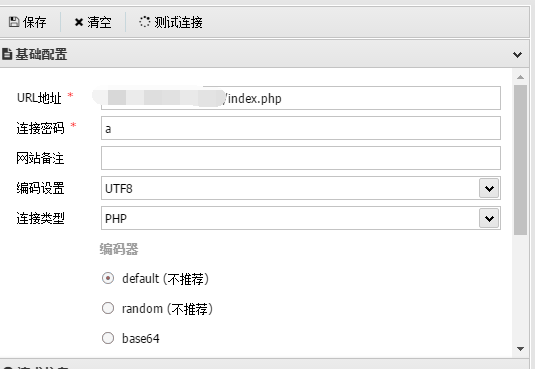 保存 清空 测试连接
基础配置
URL地址 * /index.php
连接密码 * a
网站备注
编码设置 UTF8
连接类型 PHP
编码器
default (不推荐)
random (不推荐)
base64